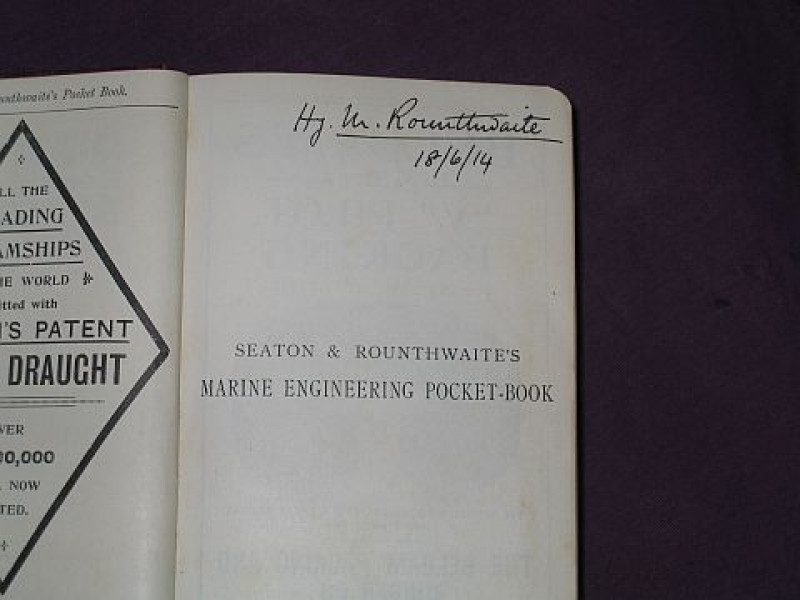 Pocket Book.
LL THE
ADING
AMSHIPS
E WORLD
itted with
'S PATENT
DRAUGHT
VER
00,000
NOW
TED.
Hy. M. Rounthwaite
18/6/14
SEATON & ROUNTHWAITE'S
MARINE ENGINEERING POCKET-BOOK